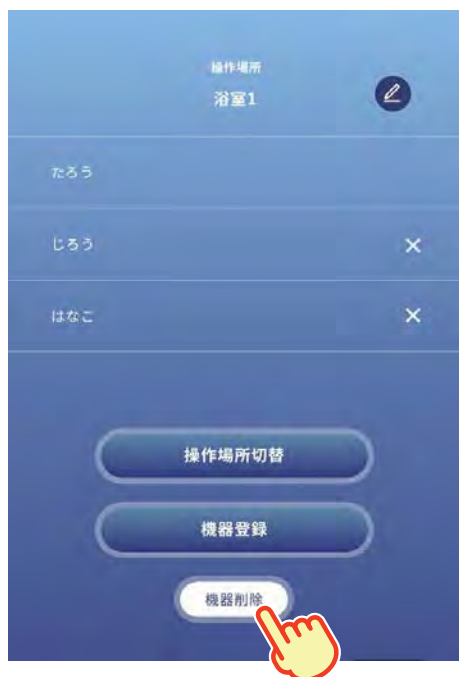 操作場所
浴室1
たろう
じろう
はなこ
操作場所切替
機器登録
機器削除